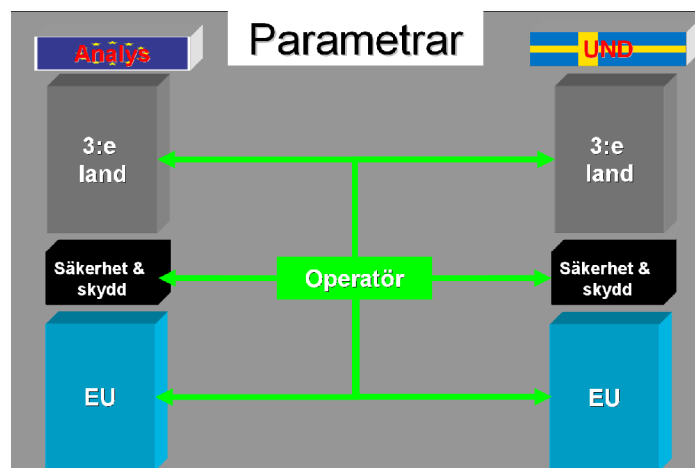 Parametrar
Analys
UND
3:e
land
3:e
land
Säkerhet &
skydd
Operatör
Säkerhet &
skydd
EU
EU